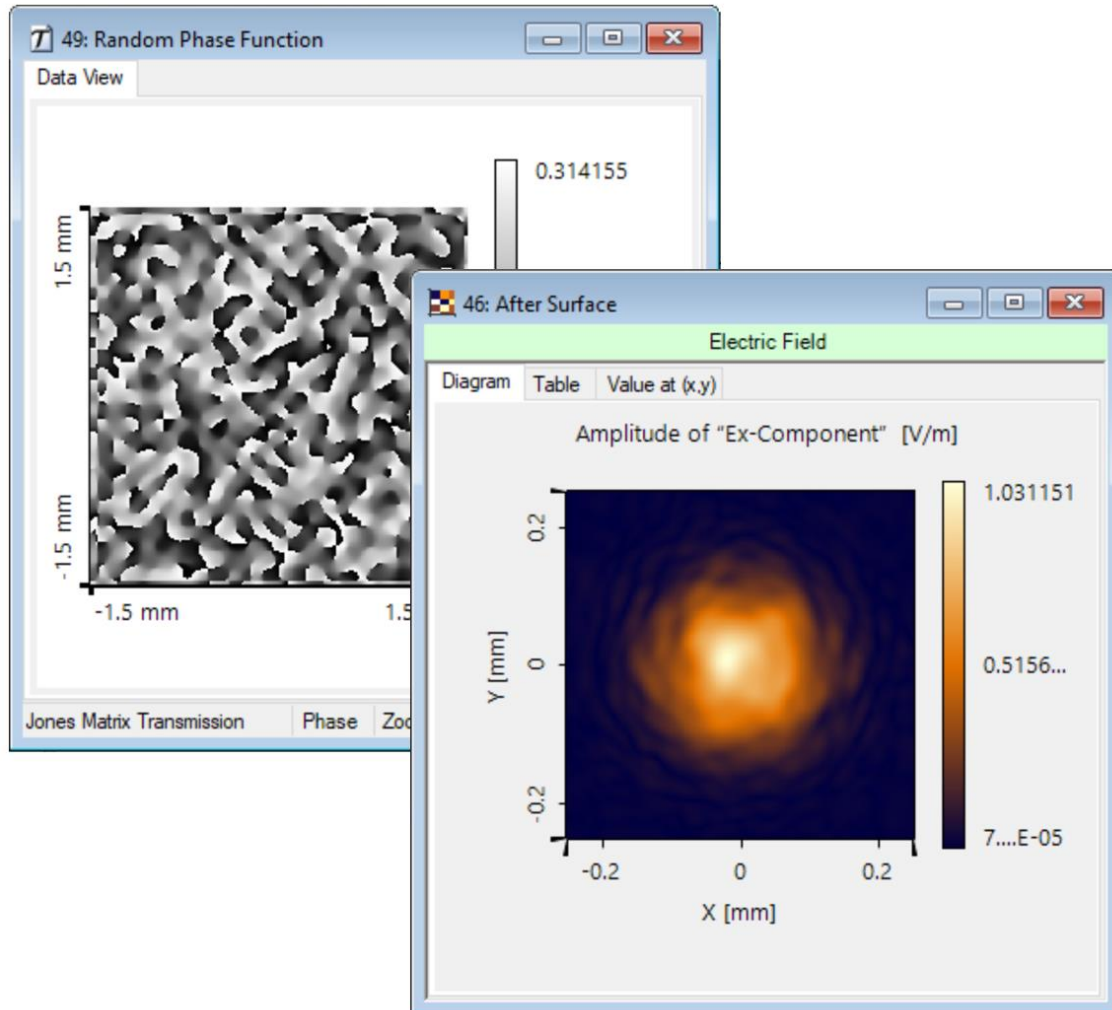 49: Random Phase Function
Data View
0.314155
1.5 mm
-1.5 mm
-1.5 mm
1.5
Jones Matrix Transmission
Phase
46: After Surface
Electric Field
Diagram
Table
Value at (x,y)
Amplitude of “Ex-Component” [V/m]
1.031151
0.5156...
7....E-05
0.2
0
-0.2
Y [mm]
-0.2
0
0.2
X [mm]